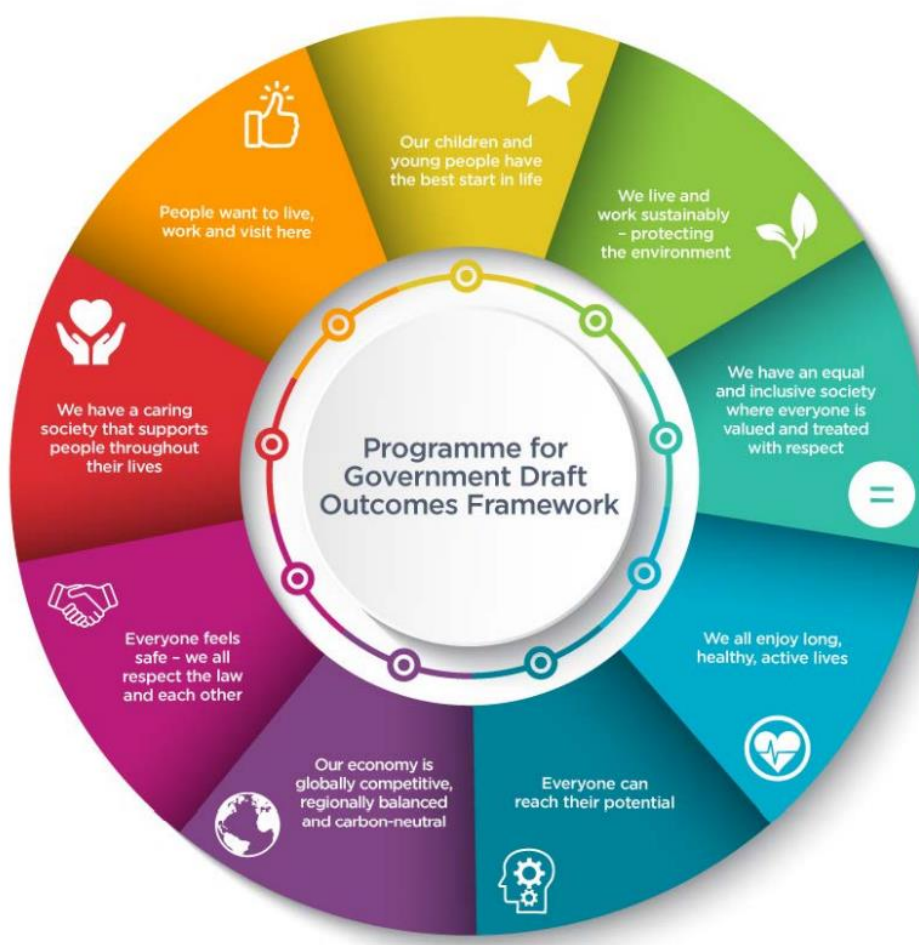 Our children and
young people have
the best start in life
We live and
work sustainably
– protecting
the environment
We have an equal
and inclusive society
where everyone is
valued and treated
with respect
=
We all enjoy long,
healthy, active lives
Everyone can
reach their potential
Our economy is
globally competitive,
regionally balanced
and carbon-neutral
Everyone feels
safe – we all
respect the law
and each other
We have a caring
society that supports
people throughout
their lives
People want to live,
work and visit here
Programme for
Government Draft
Outcomes Framework